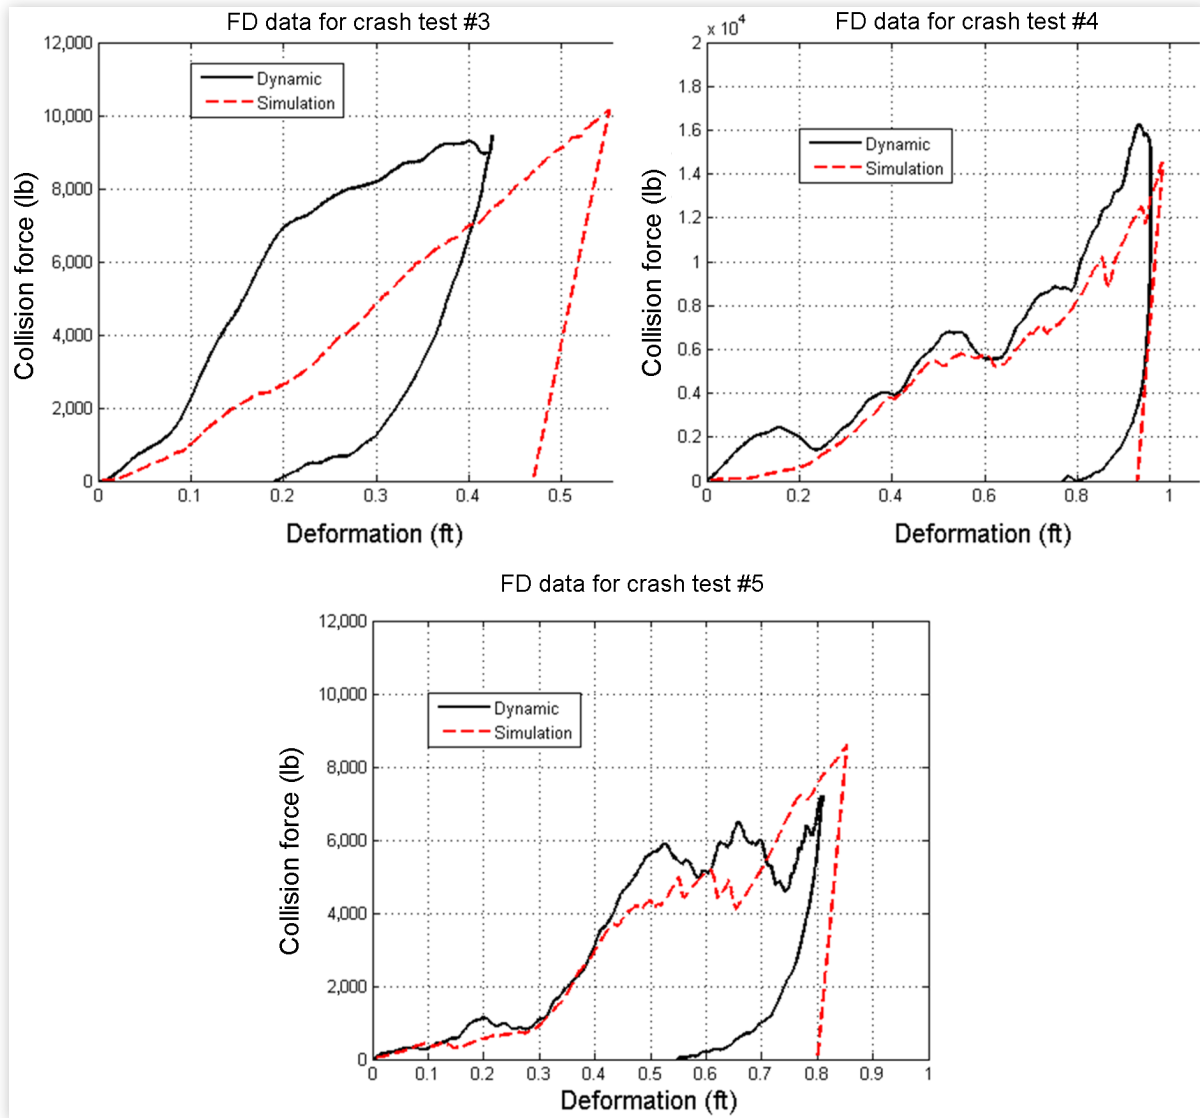 FD data for crash test #3
12,000
10,000
8,000
6,000
4,000
2,000
0
Dynamic
Simulation
0 0.1 0.2 0.3 0.4 0.5
Collision force (lb)
Deformation (ft)
FD data for crash test #4
x 10⁴
2
1.8
1.6
1.4
1.2
1
0.8
0.6
0.4
0.2
0
Dynamic
Simulation
0 0.2 0.4 0.6 0.8 1
Collision force (lb)
Deformation (ft)
FD data for crash test #5
12,000
10,000
8,000
6,000
4,000
2,000
0
Dynamic
Simulation
0 0.1 0.2 0.3 0.4 0.5 0.6 0.7 0.8 0.9 1
Collision force (lb)
Deformation (ft)